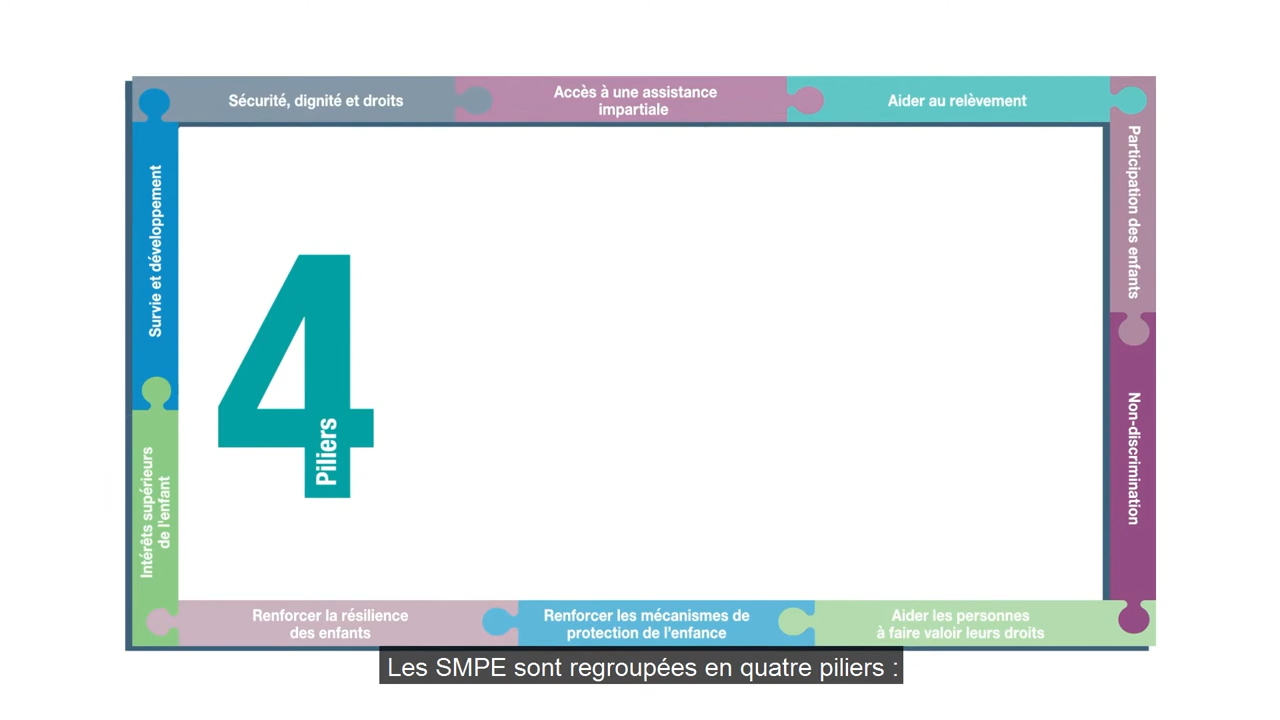 Sécurité, dignité et droits
Accès à une assistance
impartiale
Aider au relèvement
Participation des enfants
Non-discrimination
Survie et développement
Intérêts supérieurs
de l'enfant
4
Piliers
Renforcer la résilience
des enfants
Renforcer les mécanismes de
protection de l'enfance
Aider les personnes
à faire valoir leurs droits
Les SMPE sont regroupées en quatre piliers :